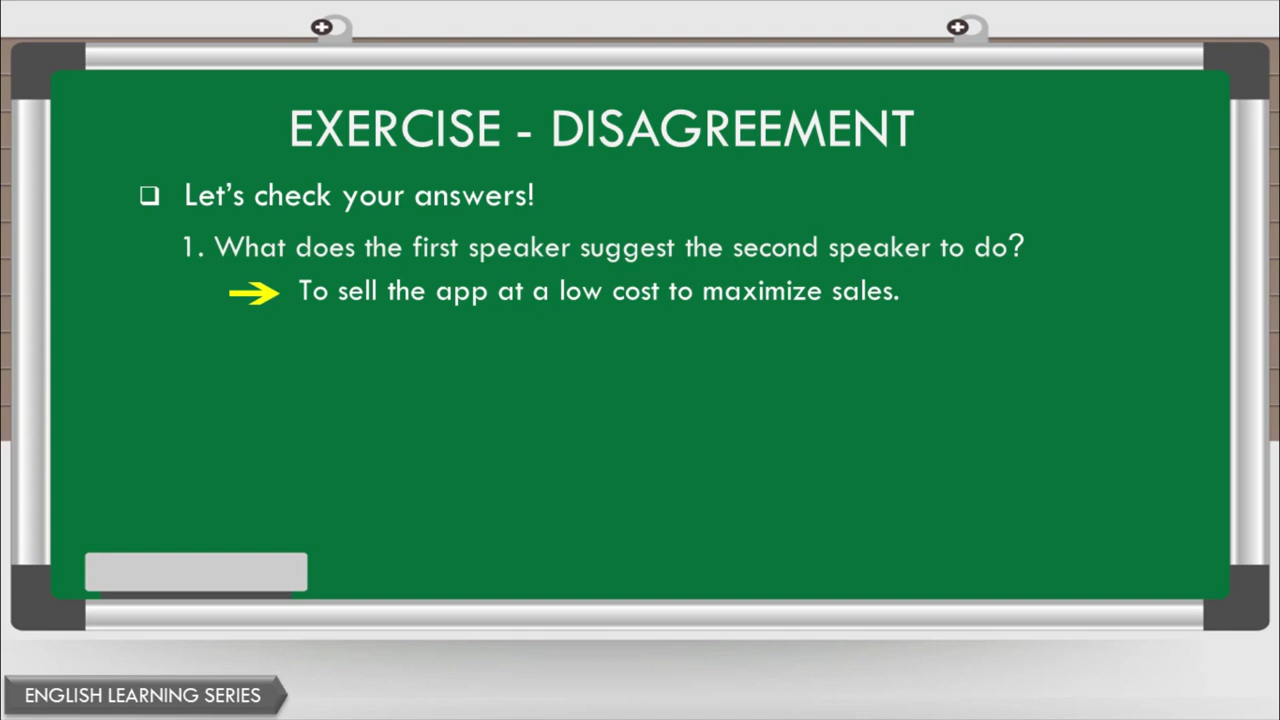 EXERCISE - DISAGREEMENT
Let's check your answers!
1. What does the first speaker suggest the second speaker to do?
To sell the app at a low cost to maximize sales.
ENGLISH LEARNING SERIES